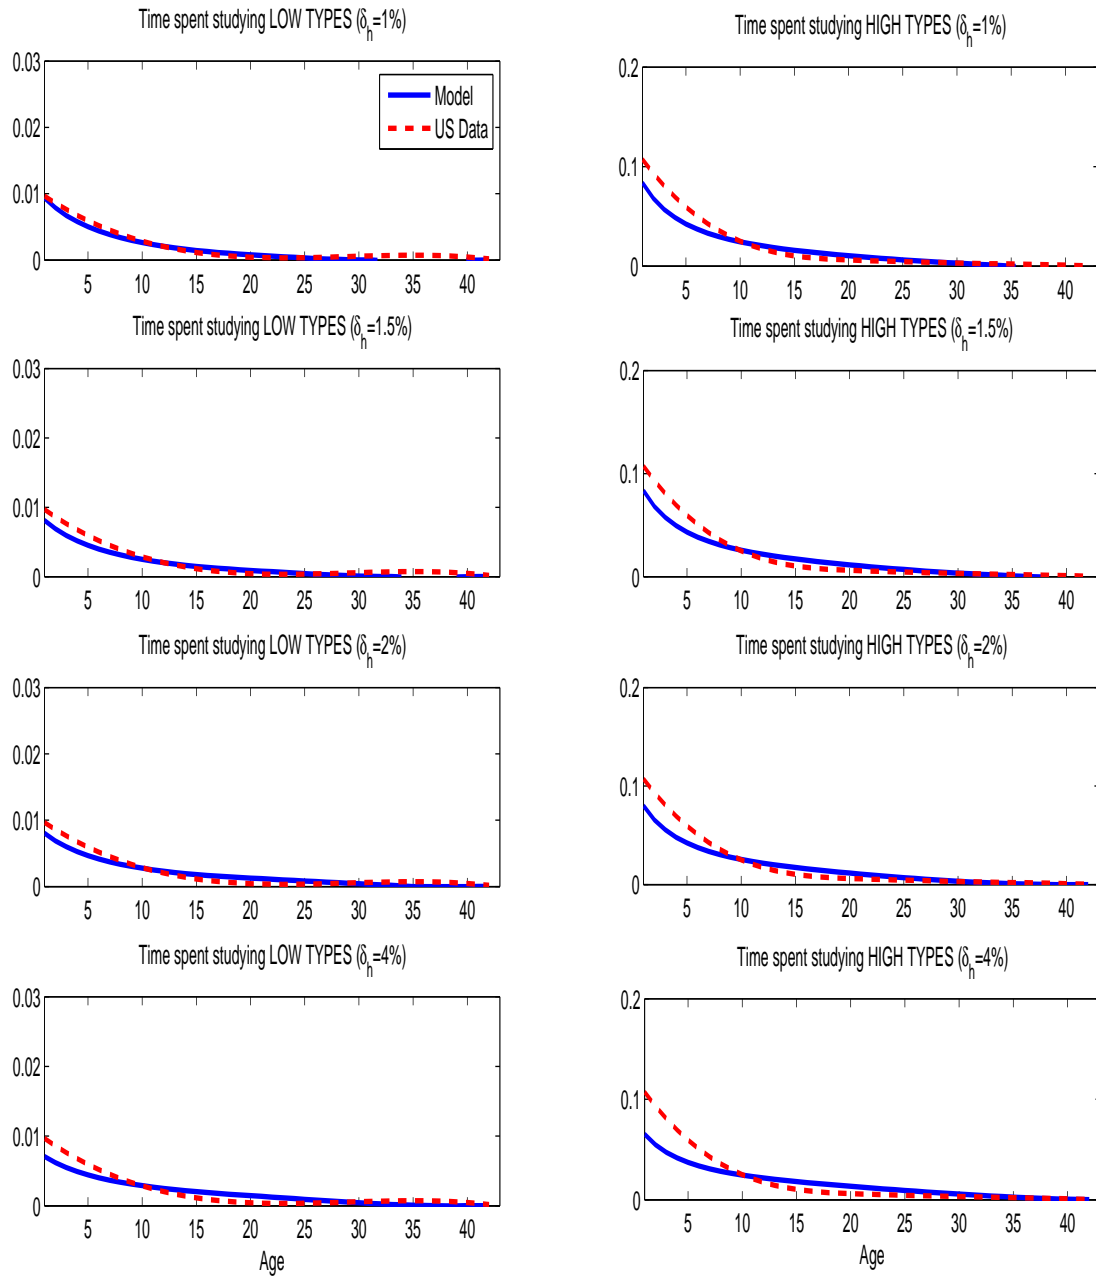 Time spent studying LOW TYPES (δh=1%)
0.03
0.02
0.01
0
Model
US Data
5 10 15 20 25 30 35 40
Time spent studying HIGH TYPES (δh=1%)
0.2
0.1
0
5 10 15 20 25 30 35 40
Time spent studying LOW TYPES (δh=1.5%)
0.03
0.02
0.01
0
5 10 15 20 25 30 35 40
Time spent studying HIGH TYPES (δh=1.5%)
0.2
0.1
0
5 10 15 20 25 30 35 40
Time spent studying LOW TYPES (δh=2%)
0.03
0.02
0.01
0
5 10 15 20 25 30 35 40
Time spent studying HIGH TYPES (δh=2%)
0.2
0.1
0
5 10 15 20 25 30 35 40
Time spent studying LOW TYPES (δh=4%)
0.03
0.02
0.01
0
5 10 15 20 25 30 35 40
Age
Time spent studying HIGH TYPES (δh=4%)
0.2
0.1
0
5 10 15 20 25 30 35 40
Age